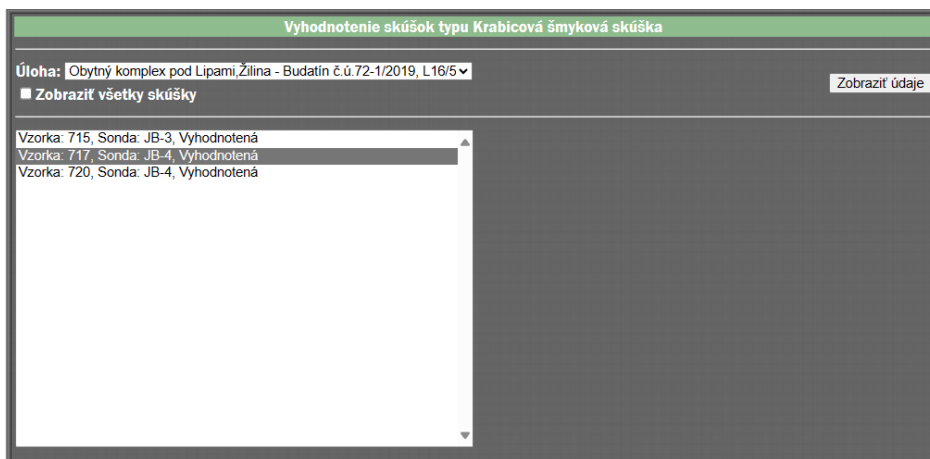 Vyhodnotenie skúšok typu Krabicová šmyková skúška
Úloha: Obytný komplex pod Lipami,Žilina - Budatín č.ú.72-1/2019, L16/5
Zobraziť údaje
Zobraziť všetky skúšky
Vzorka: 715, Sonda: JB-3, Vyhodnotená
Vzorka: 717, Sonda: JB-4, Vyhodnotená
Vzorka: 720, Sonda: JB-4, Vyhodnotená